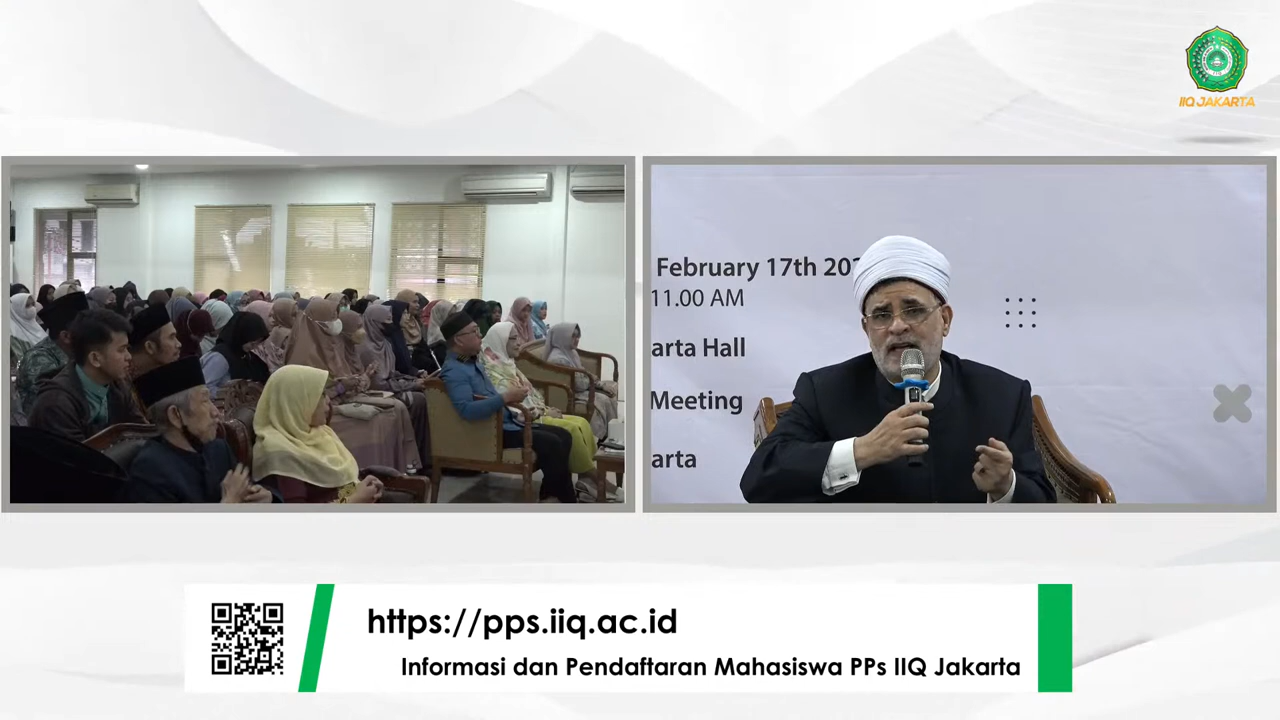 IIQ JAKARTA
February 17th 202
11.00 AM
arta Hall
Meeting
arta
https://pps.iiq.ac.id
Informasi dan Pendaftaran Mahasiswa PPs IIQ Jakarta